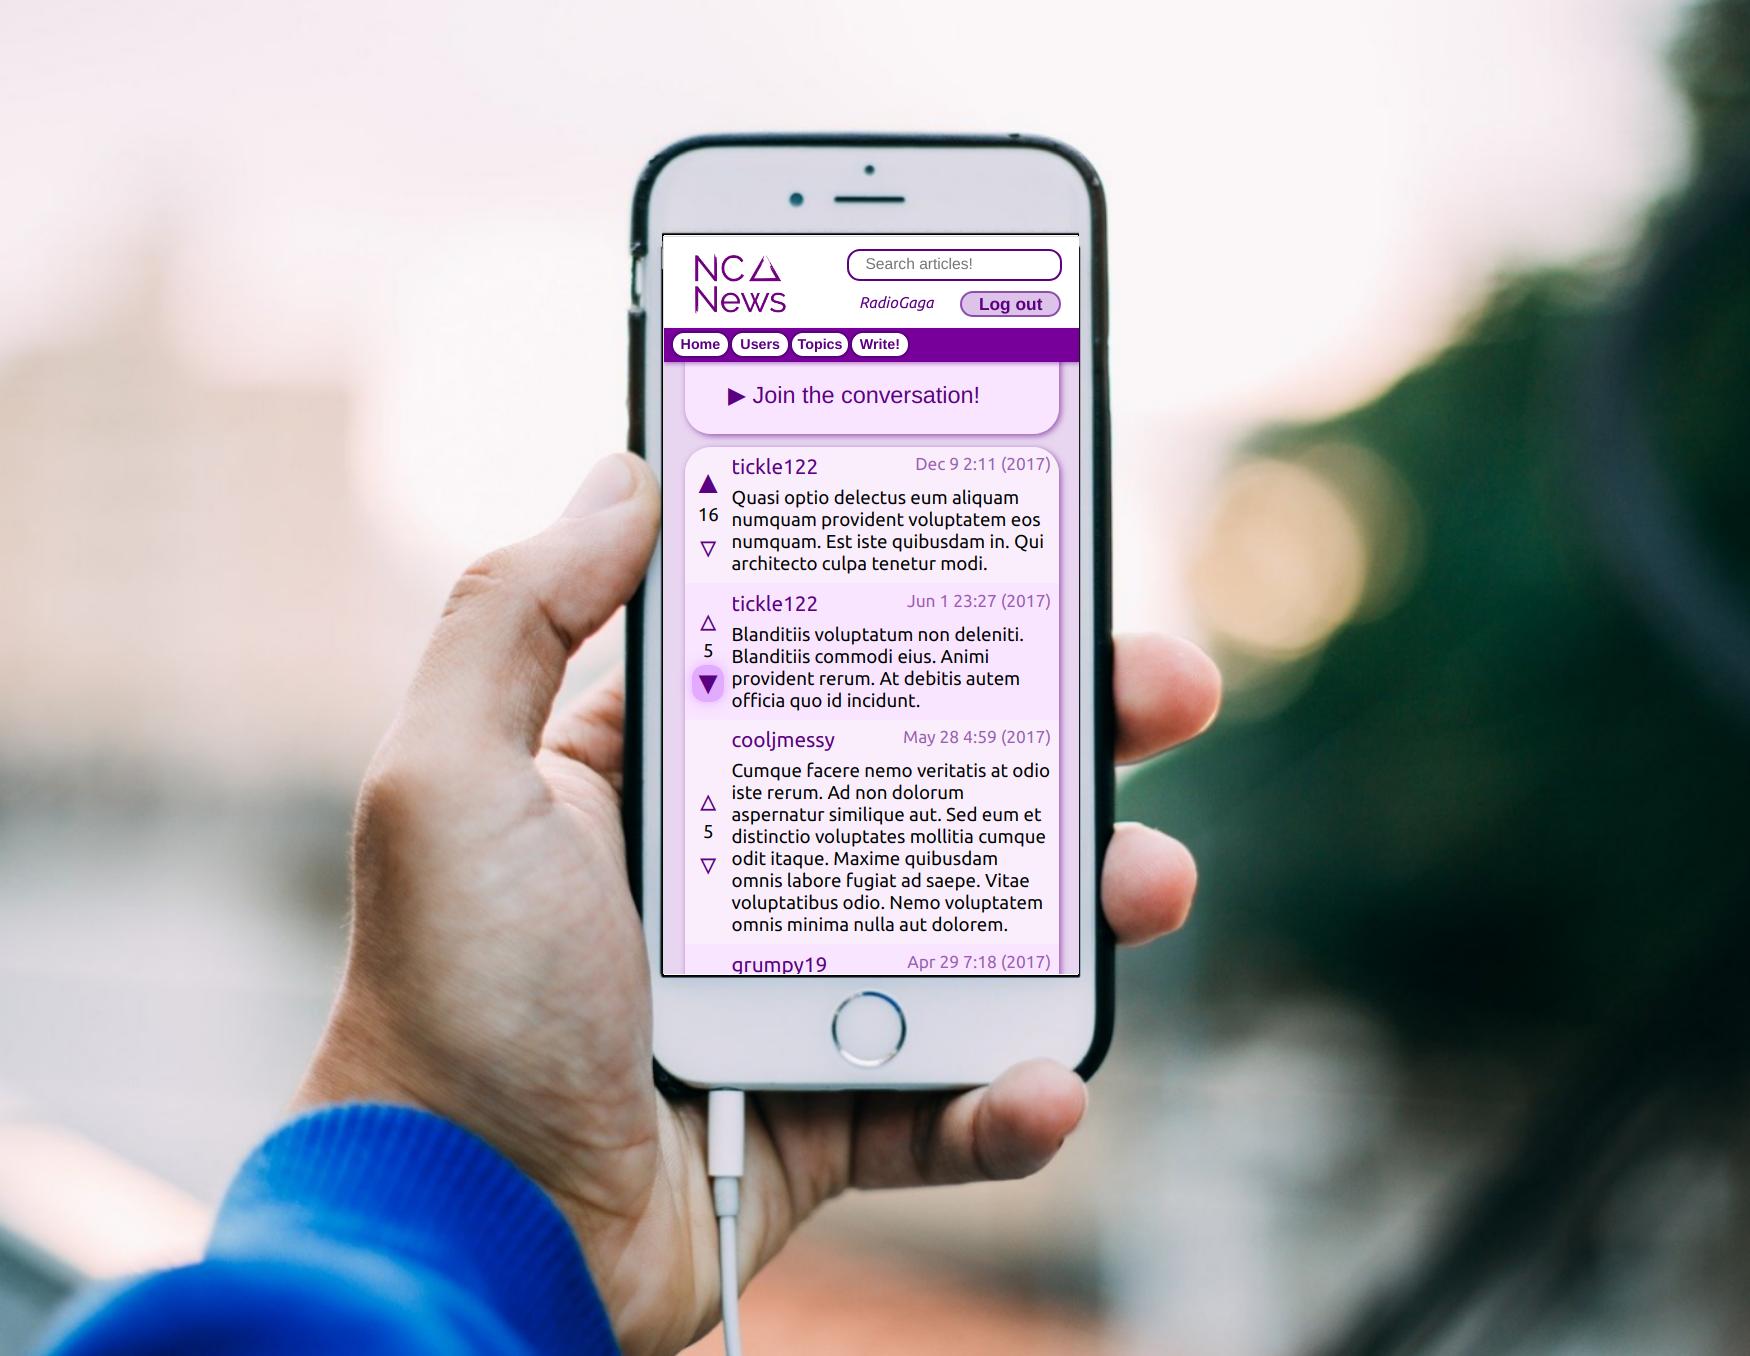 NC
News
Search articles!
RadioGaga
Log out
Home Users Topics Write!
▶ Join the conversation!
tickle122 Dec 9 2:11 (2017)
16
Quasi optio delectus eum aliquam
numquam provident voluptatem eos
numquam. Est iste quibusdam in. Qui
architecto culpa tenetur modi.
tickle122 Jun 1 23:27 (2017)
5
Blanditiis voluptatum non deleniti.
Blanditiis commodi eius. Animi
provident rerum. At debitis autem
officia quo id incidunt.
cooljmessy May 28 4:59 (2017)
5
Cumque facere nemo veritatis at odio
iste rerum. Ad non dolorum
aspernatur similique aut. Sed eum et
distinctio voluptates mollitia cumque
odit itaque. Maxime quibusdam
omnis labore fugiat ad saepe. Vitae
voluptatibus odio. Nemo voluptatem
omnis minima nulla aut dolorem.
grumpy19 Apr 29 7:18 (2017)